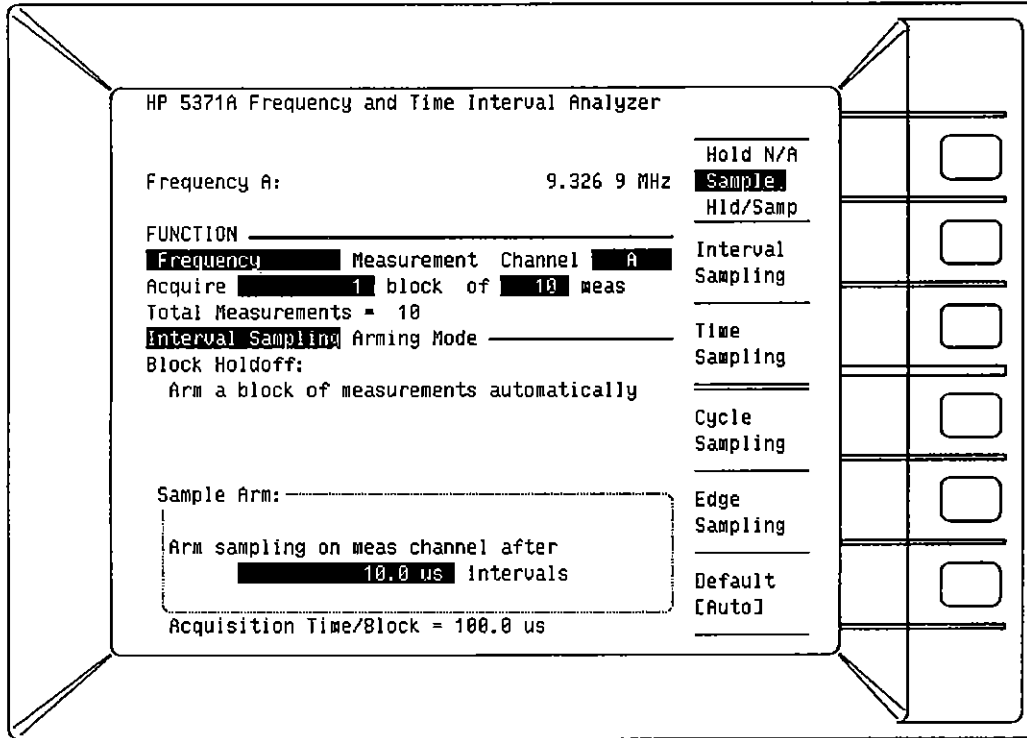 HP 5371A Frequency and Time Interval Analyzer
Frequency A: 9.326 9 MHz
FUNCTION
Frequency Measurement Channel A
Acquire 1 block of 10 meas
Total Measurements = 10
Interval Sampling Arming Mode
Block Holdoff:
Arm a block of measurements automatically
Sample Arm:
Arm sampling on meas channel after
10.0 us intervals
Acquisition Time/Block = 100.0 us
Hold N/A
Sample
Hld/Samp
Interval
Sampling
Time
Sampling
Cycle
Sampling
Edge
Sampling
Default
[Auto]